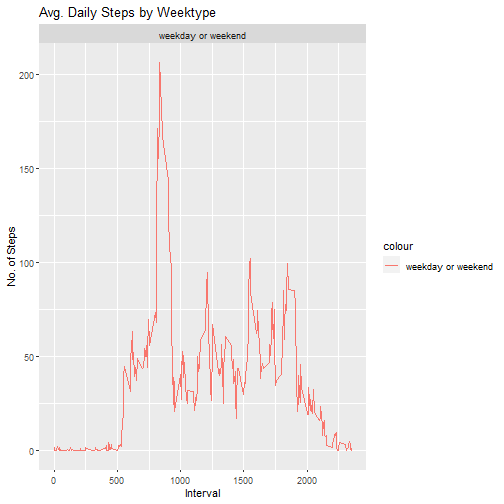 Avg. Daily Steps by Weektype
weekday or weekend
200
150
100
50
0
No. of Steps
0 500 1000 1500 2000
Interval
colour
weekday or weekend